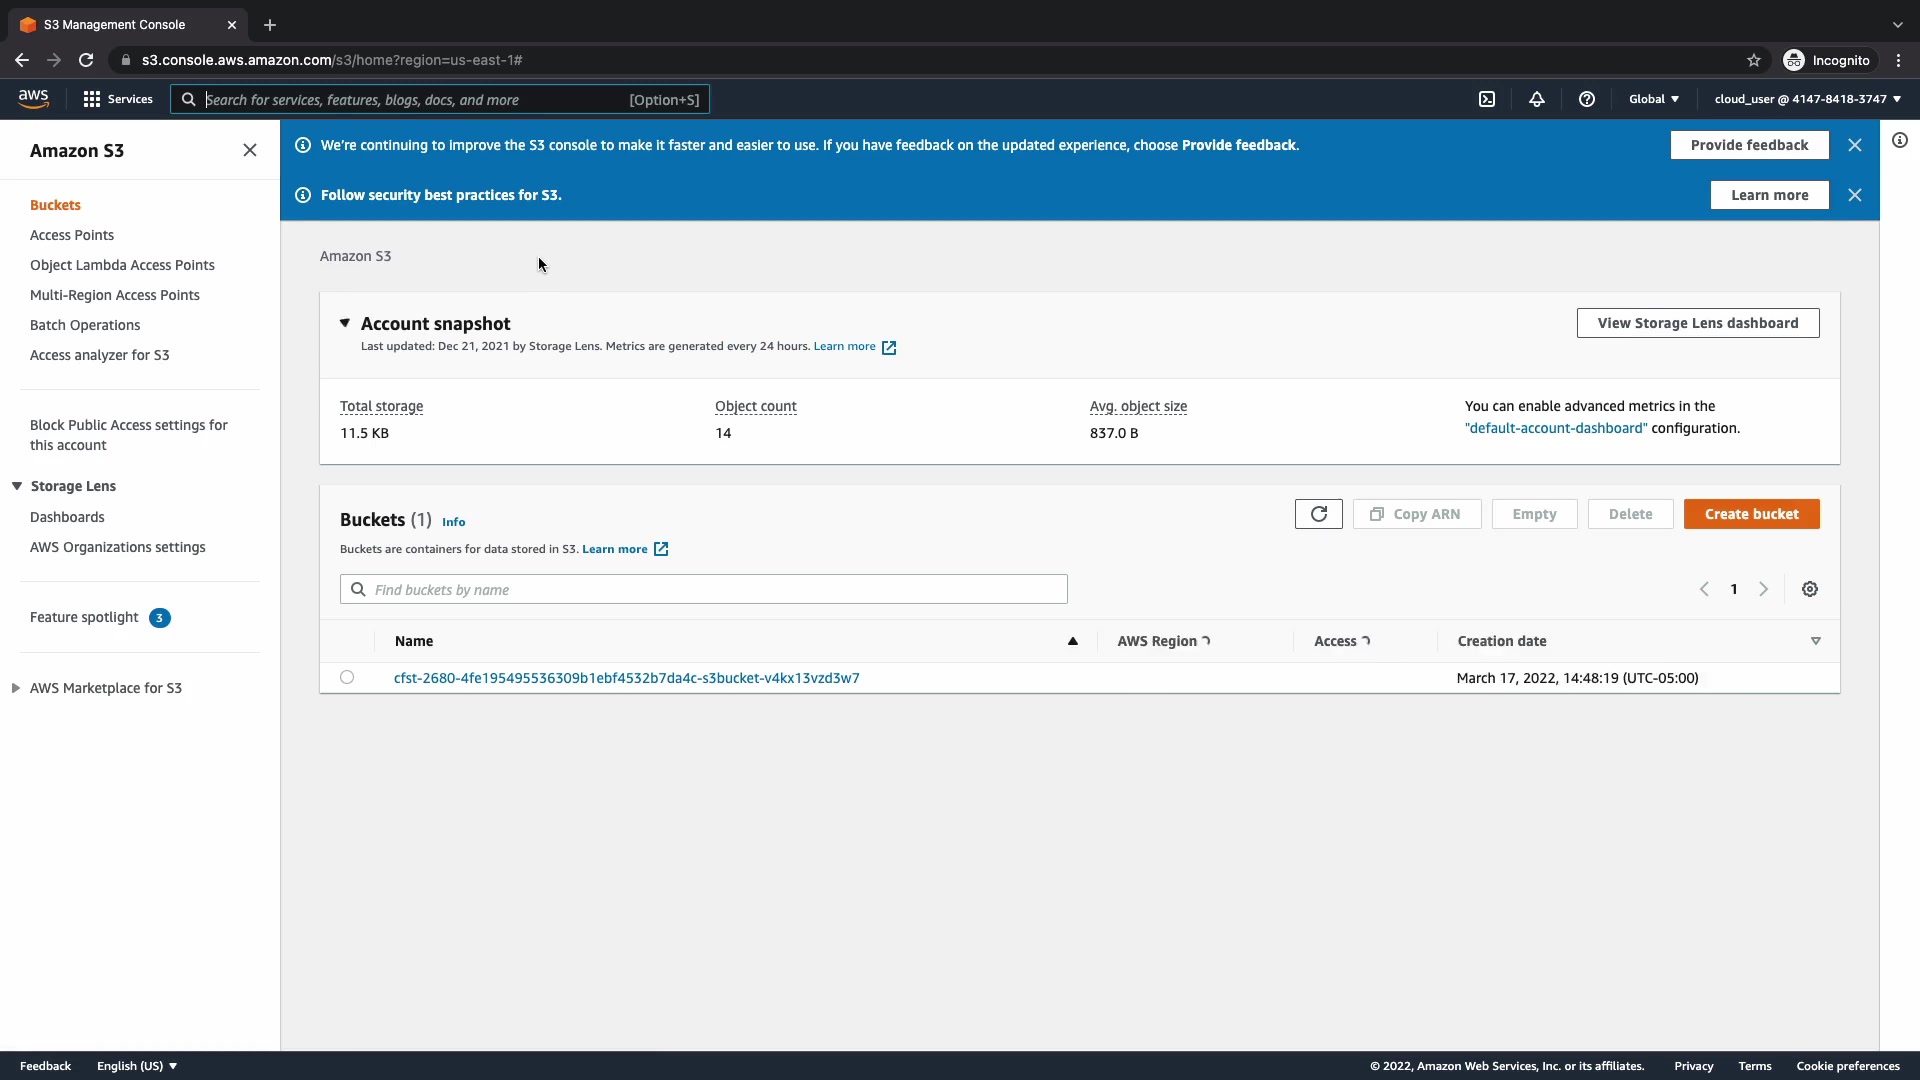 S3 Management Console
s3.console.aws.amazon.com/s3/home?region=us-east-1#
Incognito
aws
Services
Search for services, features, blogs, docs, and more
[Option+S]
Global
cloud_user @ 4147-8418-3747
Amazon S3
Buckets
Access Points
Object Lambda Access Points
Multi-Region Access Points
Batch Operations
Access analyzer for S3
Block Public Access settings for
this account
Storage Lens
Dashboards
AWS Organizations settings
Feature spotlight 3
AWS Marketplace for S3
We're continuing to improve the S3 console to make it faster and easier to use. If you have feedback on the updated experience, choose Provide feedback.
Provide feedback
Follow security best practices for S3.
Learn more
Amazon S3
Account snapshot
Last updated: Dec 21, 2021 by Storage Lens. Metrics are generated every 24 hours. Learn more
View Storage Lens dashboard
Total storage
11.5 KB
Object count
14
Avg. object size
837.0 B
You can enable advanced metrics in the
"default-account-dashboard" configuration.
Buckets (1) Info
Buckets are containers for data stored in S3. Learn more
Copy ARN
Empty
Delete
Create bucket
Find buckets by name
1
Name
AWS Region
Access
Creation date
cfst-2680-4fe195495536309b1ebf4532b7da4c-s3bucket-v4kx13vzd3w7
March 17, 2022, 14:48:19 (UTC-05:00)
Feedback
English (US)
© 2022, Amazon Web Services, Inc. or its affiliates.
Privacy
Terms
Cookie preferences